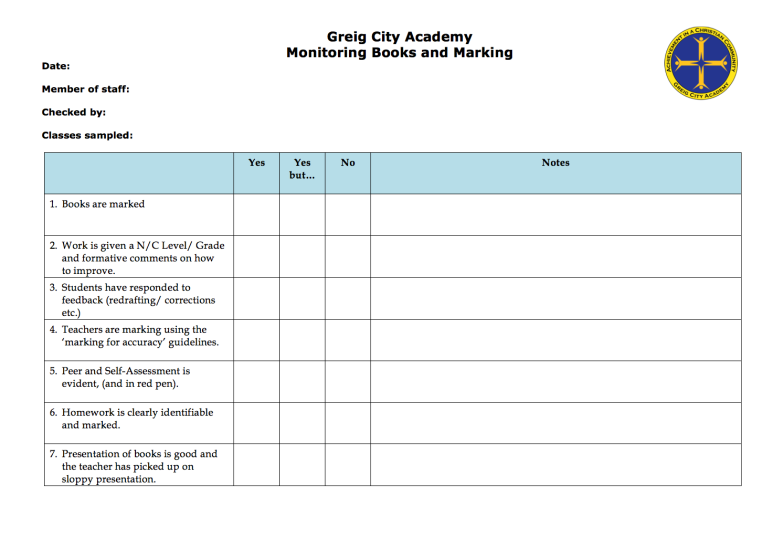 Greig City Academy
Monitoring Books and Marking
ACHIEVEMENT IN A CHRISTIAN COMMUNITY
GREIG CITY ACADEMY
Date:
Member of staff:
Checked by:
Classes sampled:
Yes
Yes
but...
No
Notes
1. Books are marked
2. Work is given a N/C Level/ Grade
and formative comments on how
to improve.
3. Students have responded to
feedback (redrafting/ corrections
etc.)
4. Teachers are marking using the
‘marking for accuracy’ guidelines.
5. Peer and Self-Assessment is
evident, (and in red pen).
6. Homework is clearly identifiable
and marked.
7. Presentation of books is good and
the teacher has picked up on
sloppy presentation.